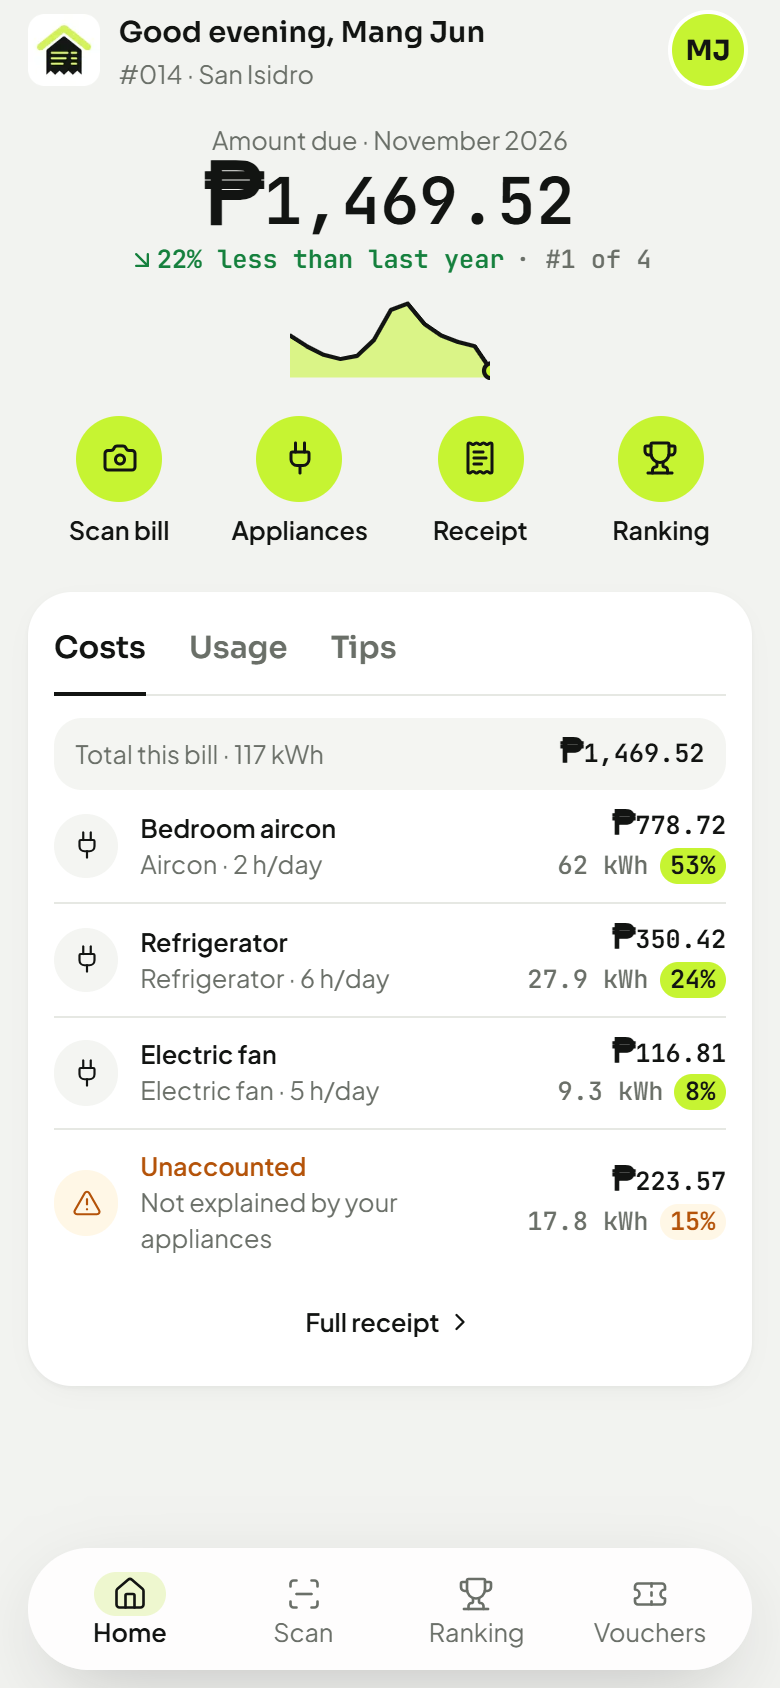 Good evening, Mang Jun
#014 · San Isidro
MJ
Amount due · November 2026
₱1,469.52
↘ 22% less than last year · #1 of 4
Scan bill
Appliances
Receipt
Ranking
Costs
Usage
Tips
Total this bill · 117 kWh
₱1,469.52
Bedroom aircon
₱778.72
Aircon · 2 h/day
62 kWh 53%
Refrigerator
₱350.42
Refrigerator · 6 h/day
27.9 kWh 24%
Electric fan
₱116.81
Electric fan · 5 h/day
9.3 kWh 8%
Unaccounted
₱223.57
Not explained by your
appliances
17.8 kWh 15%
Full receipt
Home
Scan
Ranking
Vouchers